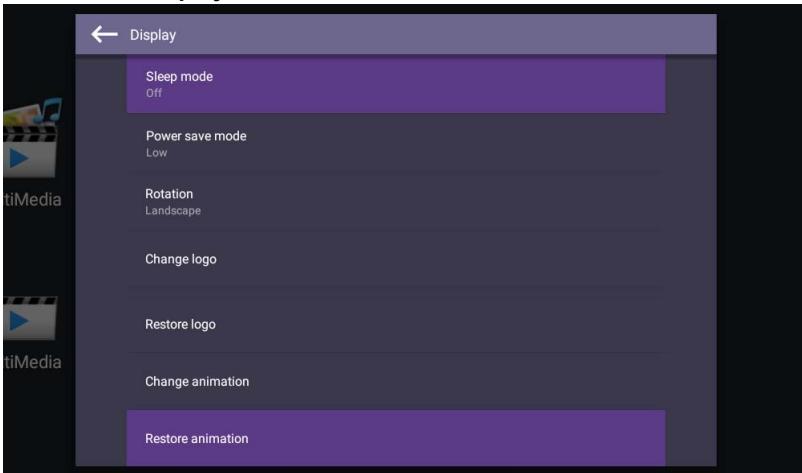 Display
Sleep mode
Off
Power save mode
Low
Rotation
Landscape
Change logo
Restore logo
Change animation
Restore animation
tiMedia
tiMedia